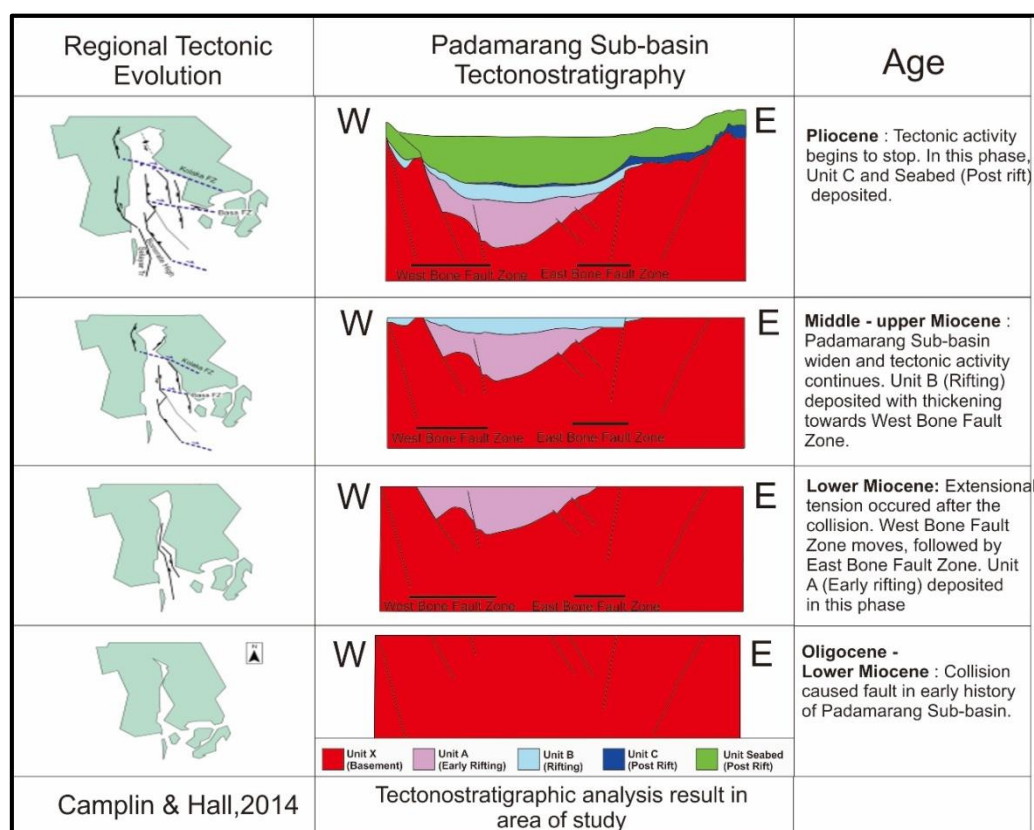 Regional Tectonic
Evolution
Padamarang Sub-basin
Tectonostratigraphy
Age
Kolaka FZ
Basa FZ
W
E
West Bone Fault Zone
East Bone Fault Zone
Pliocene : Tectonic activity
begins to stop. In this phase,
Unit C and Seabed (Post rift)
deposited.
Kolaka FZ
W
E
West Bone Fault Zone
East Bone Fault Zone
Middle - upper Miocene :
Padamarang Sub-basin
widen and tectonic activity
continues. Unit B (Rifting)
deposited with thickening
towards West Bone Fault
Zone.
W
E
West Bone Fault Zone
East Bone Fault Zone
Lower Miocene: Extensional
tension occured after the
collision. West Bone Fault
Zone moves, followed by
East Bone Fault Zone. Unit
A (Early rifting) deposited
in this phase
N
W
E
Oligocene -
Lower Miocene : Collision
caused fault in early history
of Padamarang Sub-basin.
Unit X
(Basement)
Unit A
(Early Rifting)
Unit B
(Rifting)
Unit C
(Post Rift)
Unit Seabed
(Post Rift)
Camplin & Hall,2014
Tectonostratigraphic analysis result in
area of study